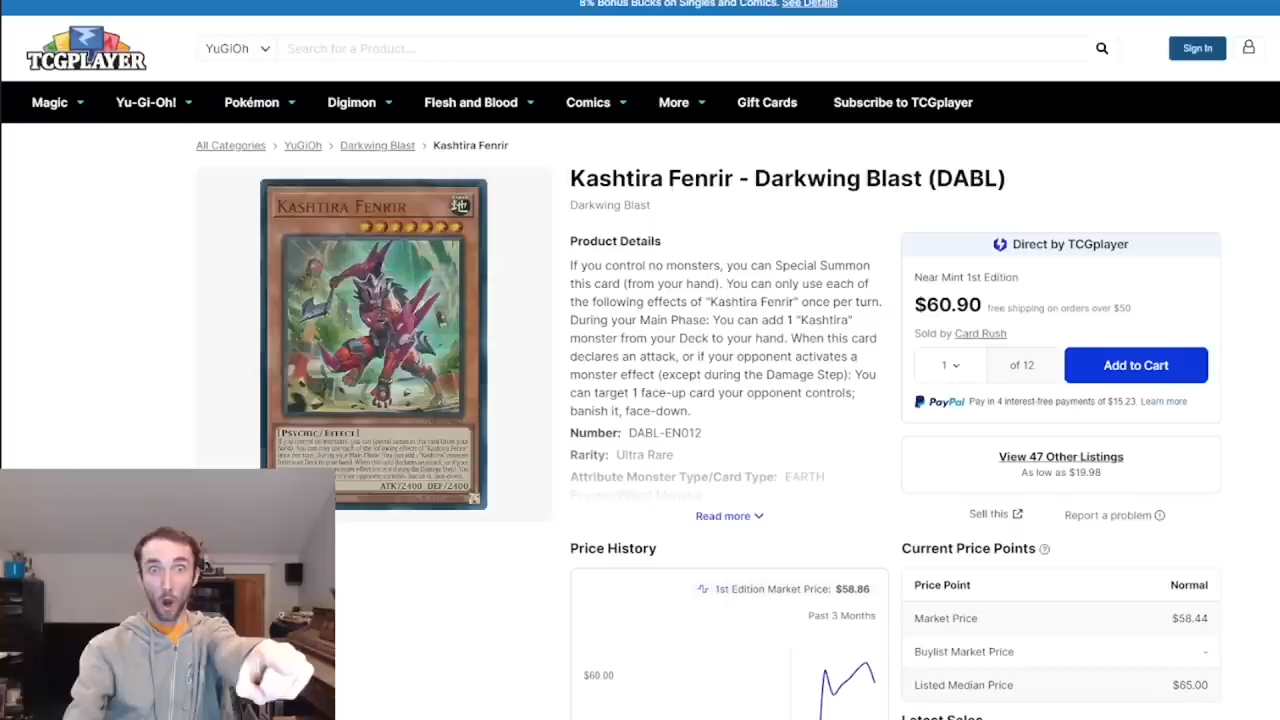 8% Bonus Bucks on Singles and Comics. See Details
TCGPLAYER
YuGiOh
Search for a Product...
Sign In
Magic
Yu-Gi-Oh!
Pokémon
Digimon
Flesh and Blood
Comics
More
Gift Cards
Subscribe to TCGplayer
All Categories > YuGiOh > Darkwing Blast > Kashtira Fenrir
KASHTIRA FENRIR
地
[PSYCHIC/EFFECT]
ATK/2400 DEF/2400
Kashtira Fenrir - Darkwing Blast (DABL)
Darkwing Blast
Product Details
If you control no monsters, you can Special Summon
this card (from your hand). You can only use each of
the following effects of "Kashtira Fenrir" once per turn.
During your Main Phase: You can add 1 "Kashtira"
monster from your Deck to your hand. When this card
declares an attack, or if your opponent activates a
monster effect (except during the Damage Step): You
can target 1 face-up card your opponent controls;
banish it, face-down.
Number: DABL-EN012
Rarity: Ultra Rare
Attribute Monster Type/Card Type: EARTH
Read more
Direct by TCGplayer
Near Mint 1st Edition
$60.90 free shipping on orders over $50
Sold by Card Rush
1 of 12
Add to Cart
PayPal Pay in 4 interest-free payments of $15.23. Learn more
View 47 Other Listings
As low as $19.98
Sell this
Report a problem
Price History
1st Edition Market Price: $58.86
Past 3 Months
$60.00
Current Price Points
Price Point Normal
Market Price $58.44
Buylist Market Price -
Listed Median Price $65.00
Latest Sales